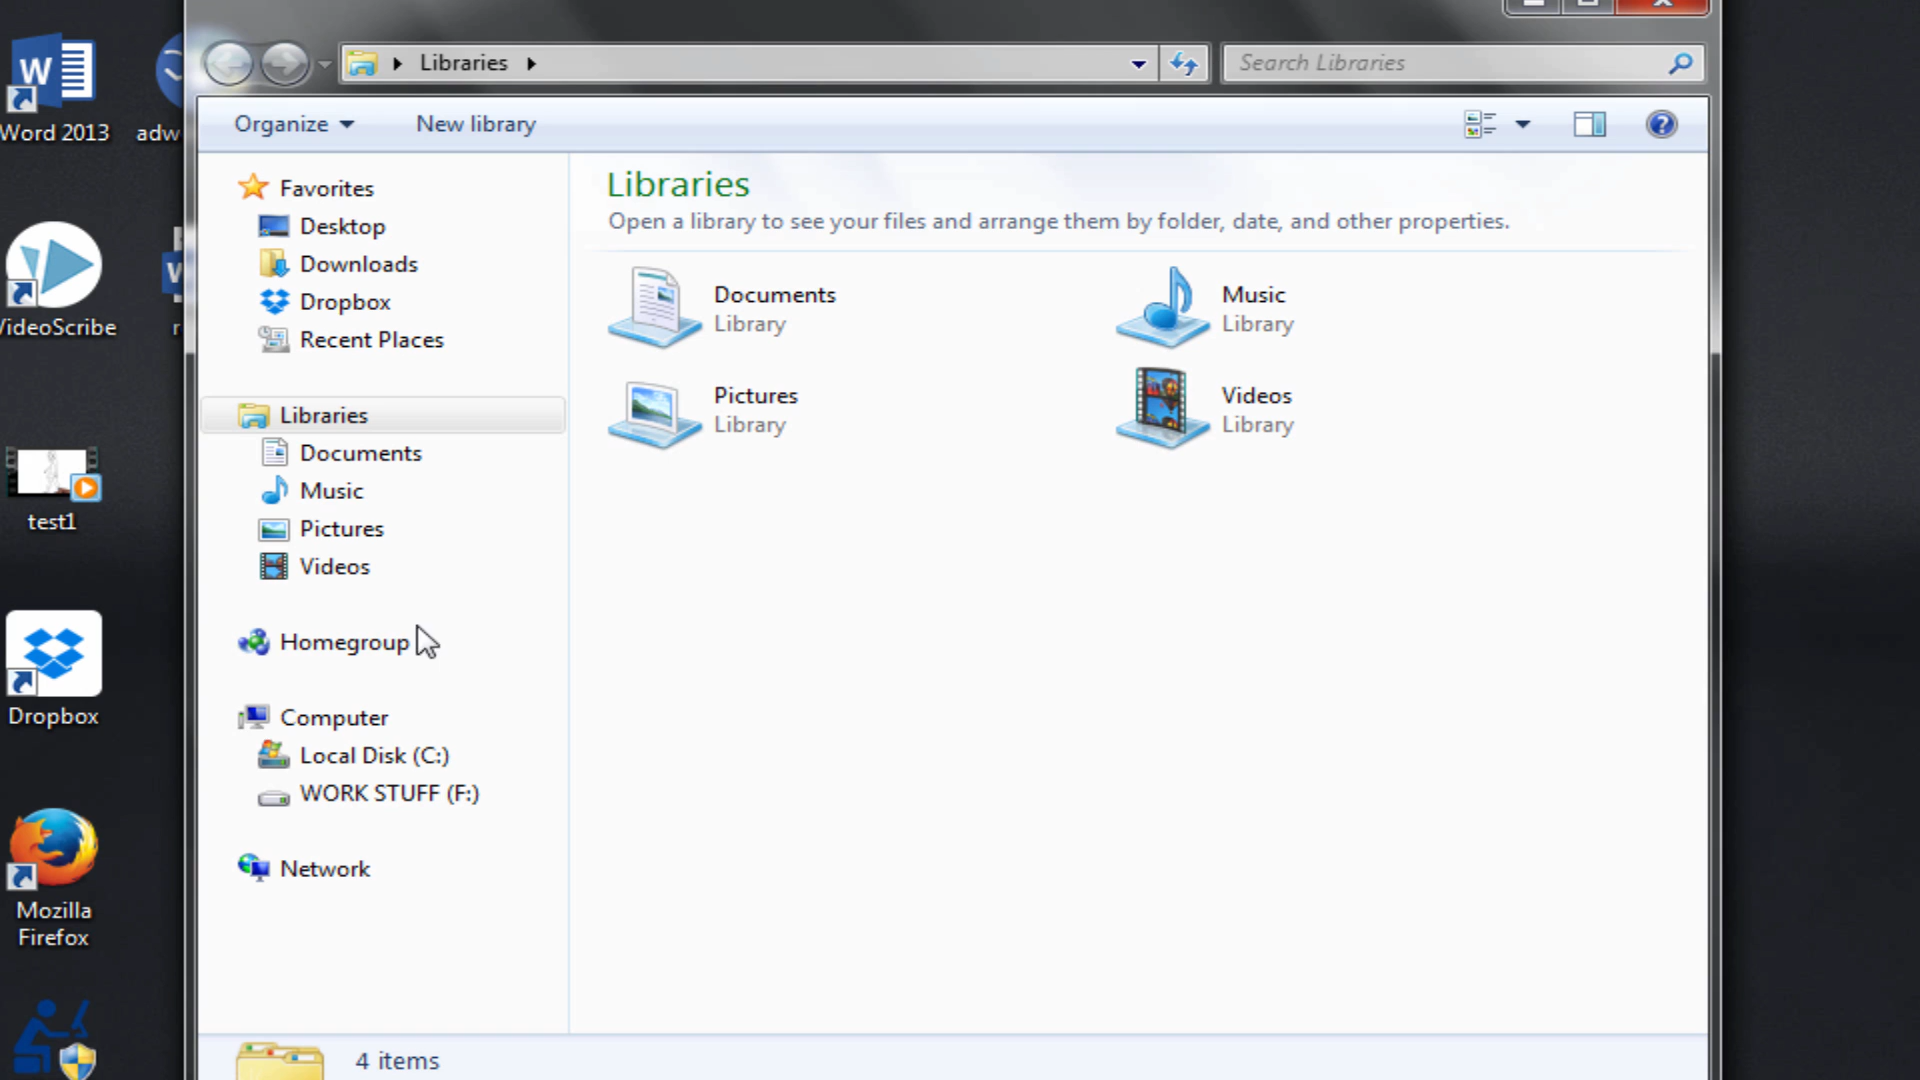 Word 2013
adw
VideoScribe
r
test1
Dropbox
Mozilla
Firefox
Libraries
Search Libraries
Organize
New library
Favorites
Desktop
Downloads
Dropbox
Recent Places
Libraries
Documents
Music
Pictures
Videos
Homegroup
Computer
Local Disk (C:)
WORK STUFF (F:)
Network
Libraries
Open a library to see your files and arrange them by folder, date, and other properties.
Documents
Library
Music
Library
Pictures
Library
Videos
Library
4 items